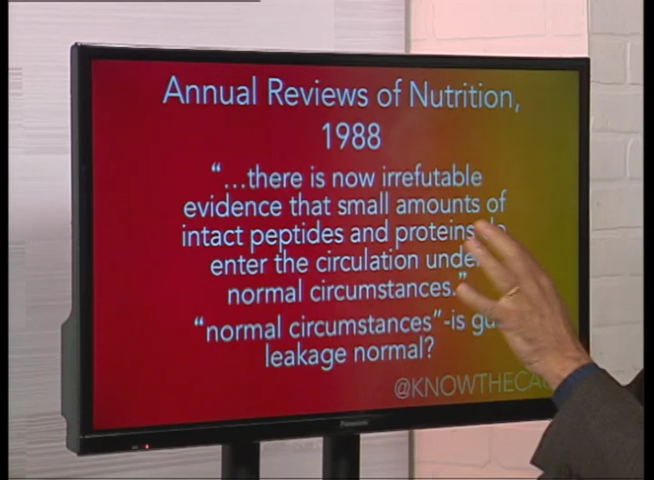 Annual Reviews of Nutrition,
1988
“...there is now irrefutable
evidence that small amounts of
intact peptides and proteins
enter the circulation under
normal circumstances.”
“normal circumstances”-is
leakage normal?
@KNOWTHECA
Panasonic